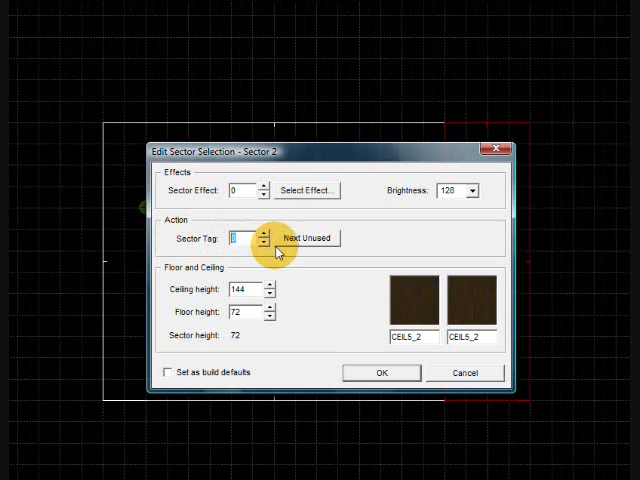 Edit Sector Selection - Sector 2
Effects
Sector Effect: 0 Select Effect... Brightness: 128
Action
Sector Tag: Next Unused
Floor and Ceiling
Ceiling height: 144
Floor height: 72
Sector height: 72
CEIL5_2 CEIL5_2
Set as build defaults OK Cancel